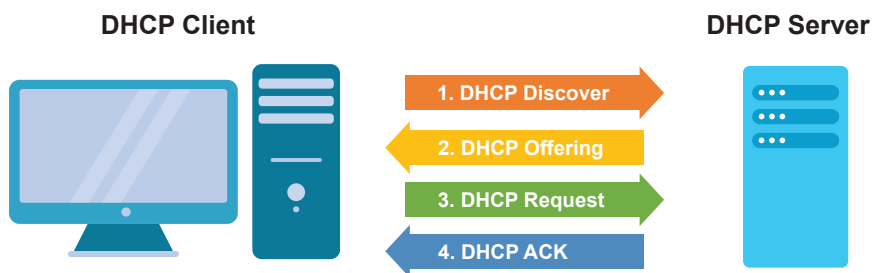 DHCP Client
DHCP Server
1. DHCP Discover
2. DHCP Offering
3. DHCP Request
4. DHCP ACK